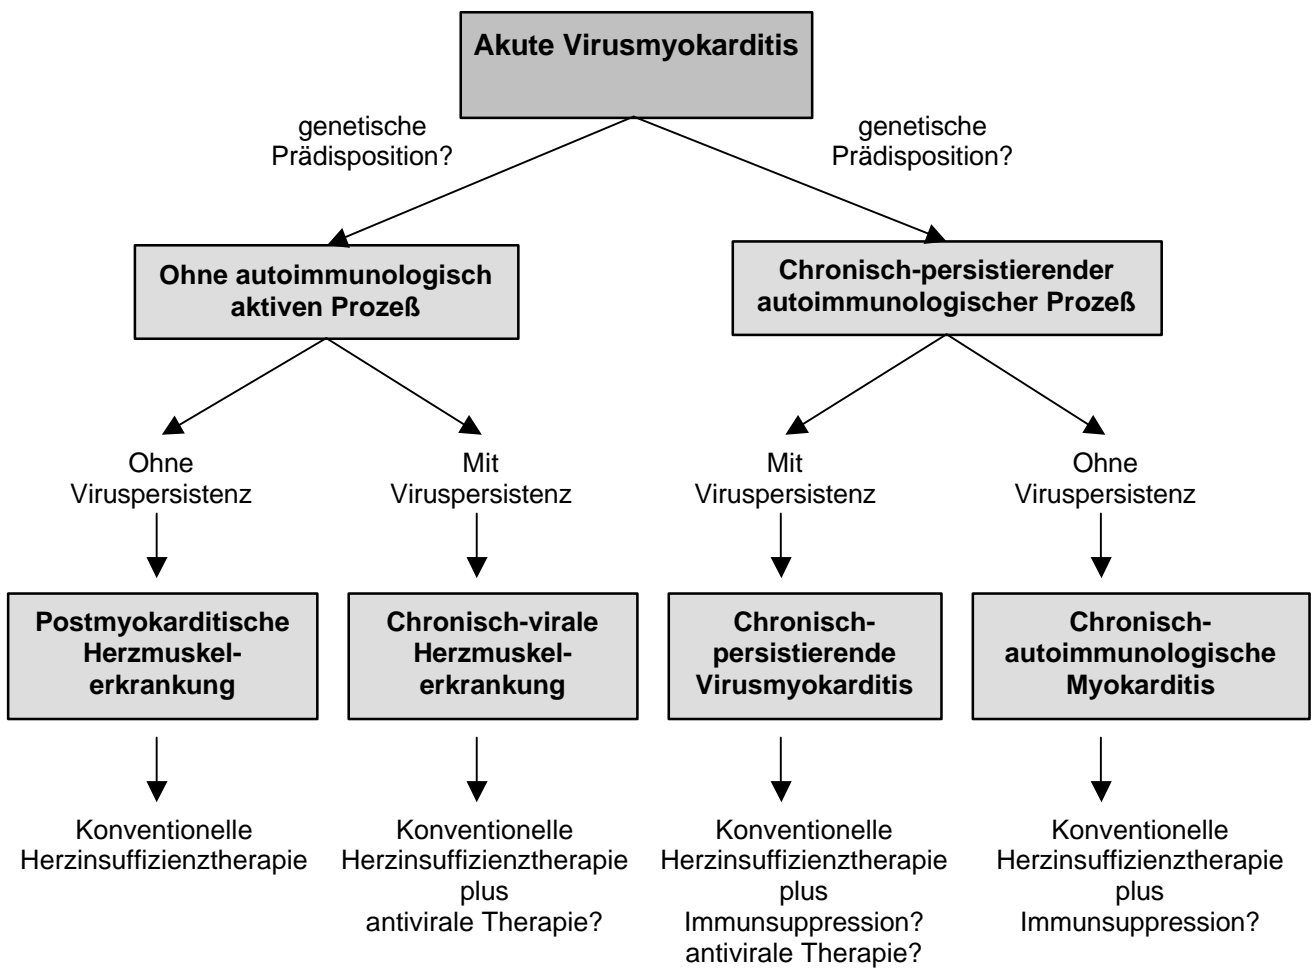 Akute Virusmyokarditis
genetische
Prädisposition?
genetische
Prädisposition?
Ohne autoimmunologisch
aktiven Prozeß
Chronisch-persistierender
autoimmunologischer Prozeß
Ohne
Viruspersistenz
Mit
Viruspersistenz
Mit
Viruspersistenz
Ohne
Viruspersistenz
Postmyokarditische
Herzmuskel-
erkrankung
Chronisch-virale
Herzmuskel-
erkrankung
Chronisch-
persistierende
Virusmyokarditis
Chronisch-
autoimmunologische
Myokarditis
Konventionelle
Herzinsuffizienztherapie
Konventionelle
Herzinsuffizienztherapie
plus
antivirale Therapie?
Konventionelle
Herzinsuffizienztherapie
plus
Immunsuppression?
antivirale Therapie?
Konventionelle
Herzinsuffizienztherapie
plus
Immunsuppression?